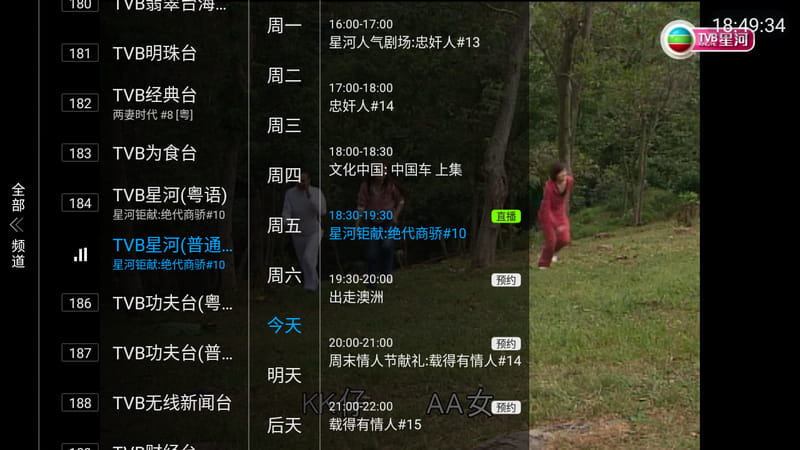 全部
频道
180
TVB翡翠台海...
181
TVB明珠台
182
TVB经典台
两妻时代 #8 [粤]
183
TVB为食台
184
TVB星河(粤语)
星河钜献:绝代商骄#10
TVB星河(普通...
星河钜献:绝代商骄#10
186
TVB功夫台(粤...
187
TVB功夫台(普...
188
TVB无线新闻台
TVB财经台
周一
周二
周三
周四
周五
周六
今天
明天
后天
16:00-17:00
星河人气剧场:忠奸人#13
17:00-18:00
忠奸人#14
18:00-18:30
文化中国: 中国车 上集
18:30-19:30
直播
星河钜献:绝代商骄#10
19:30-20:00
预约
出走澳洲
20:00-21:00
预约
周末情人节献礼:载得有情人#14
21:00-22:00
预约
载得有情人#15
KK仔
AA女
18:49:34
TVB 星河